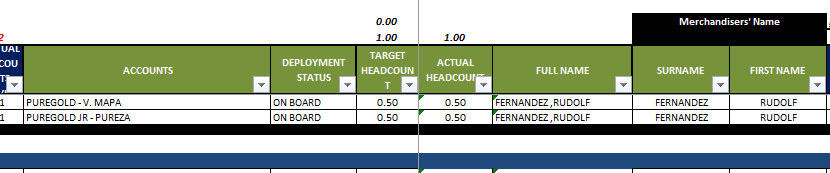 0.00
Merchandisers' Name
2
1.00 1.00
UAL COU ACCOUNTS DEPLOYMENT STATUS TARGET HEADCOUN T ACTUAL HEADCOUNT FULL NAME SURNAME FIRST NAME
1 PUREGOLD - V. MAPA ON BOARD 0.50 0.50 FERNANDEZ ,RUDOLF FERNANDEZ RUDOLF
1 PUREGOLD JR - PUREZA ON BOARD 0.50 0.50 FERNANDEZ ,RUDOLF FERNANDEZ RUDOLF